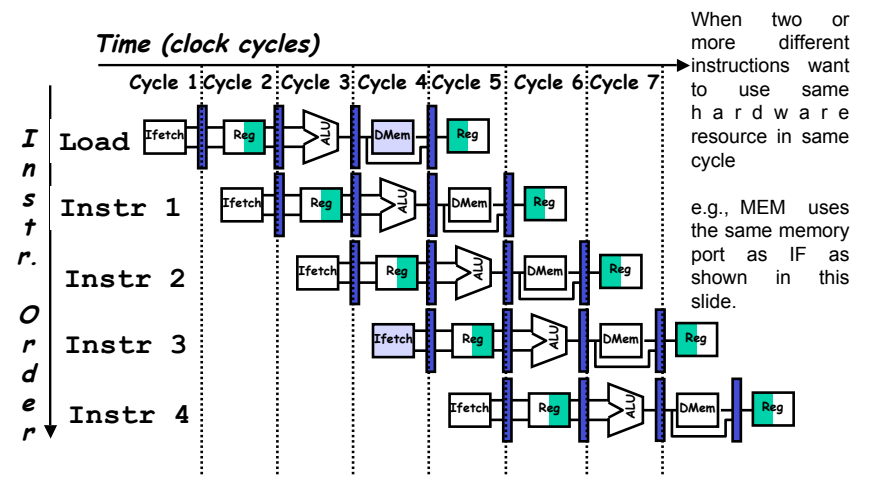 Time (clock cycles)
Cycle 1 Cycle 2 Cycle 3 Cycle 4 Cycle 5 Cycle 6 Cycle 7
Instr. Order
Load Ifetch Reg ALU DMem Reg
Instr 1 Ifetch Reg ALU DMem Reg
Instr 2 Ifetch Reg ALU DMem Reg
Instr 3 Ifetch Reg ALU DMem Reg
Instr 4 Ifetch Reg ALU DMem Reg
When two or
more different
instructions want
to use same
hardware
resource in same
cycle
e.g., MEM uses
the same memory
port as IF as
shown in this
slide.